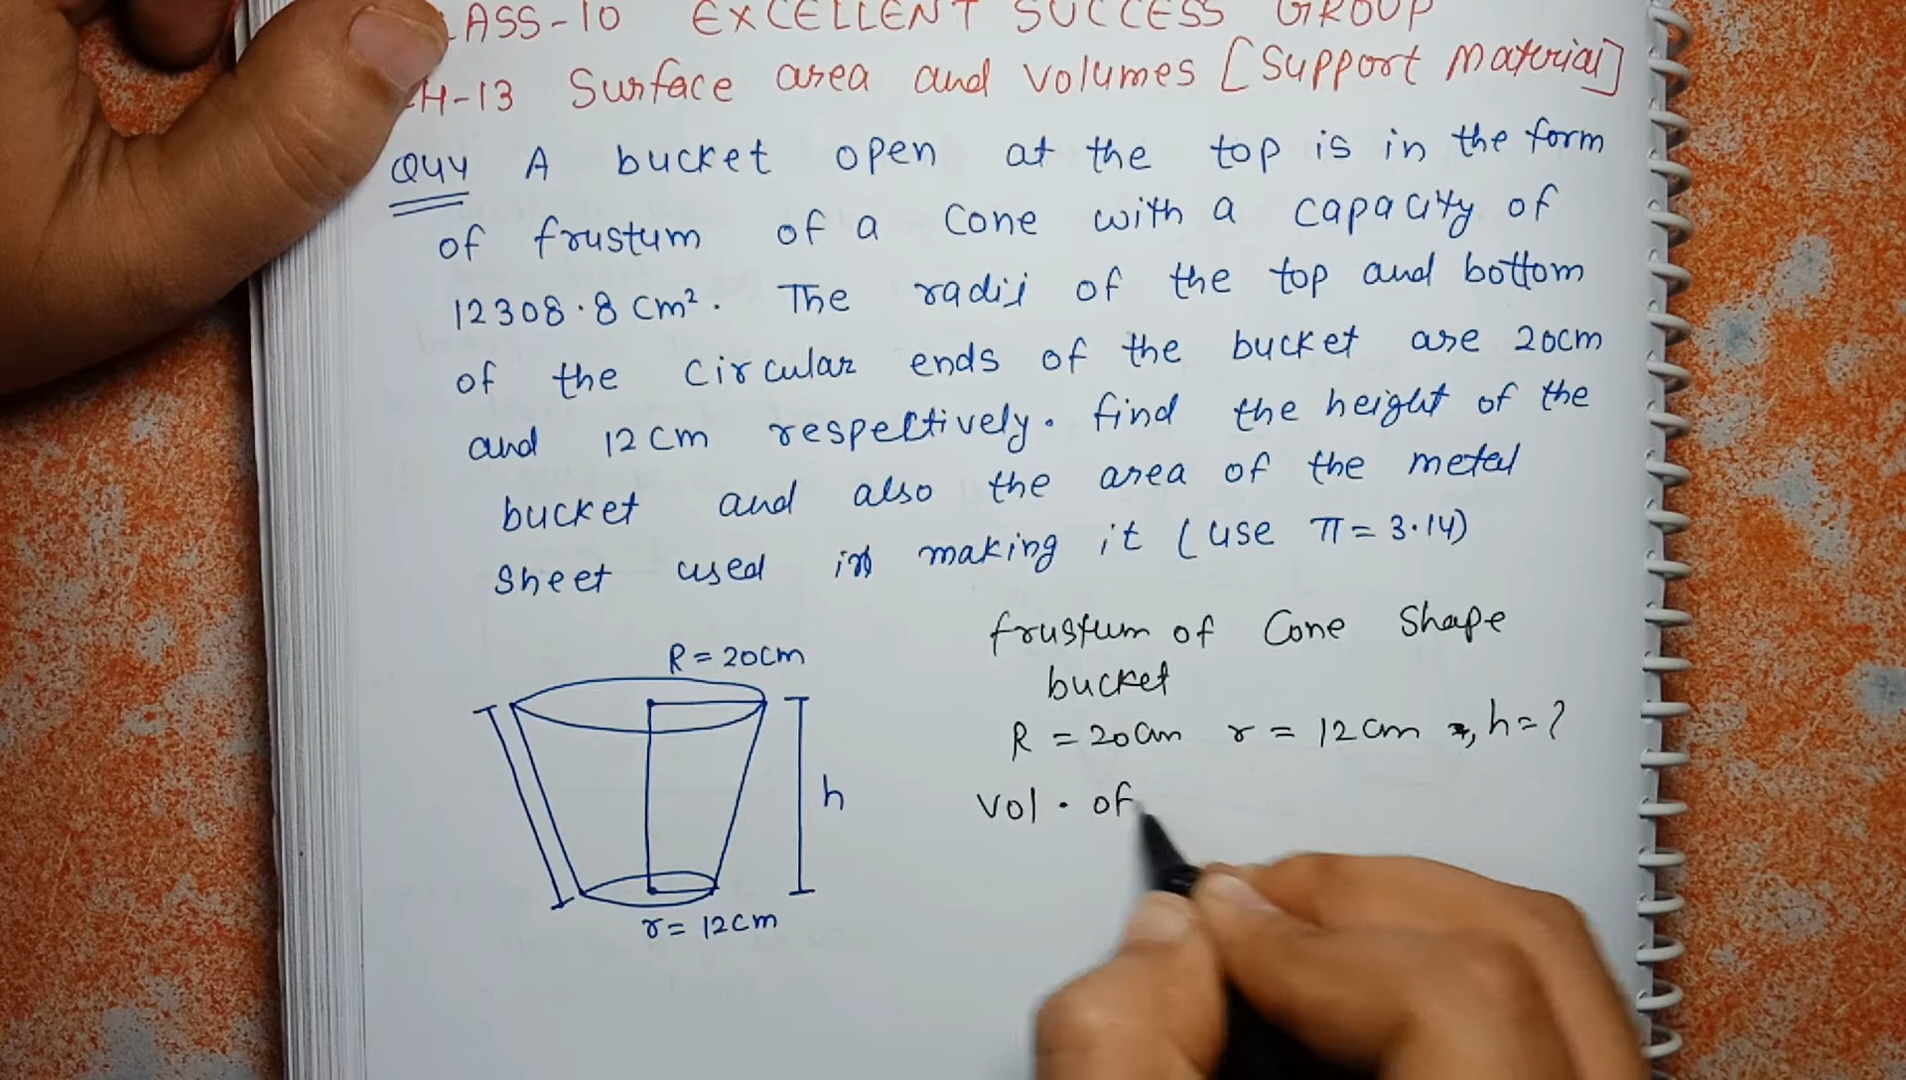 LASS-10 EXCELLENT SUCCESS GROUP
H-13 Surface area and volumes [Support Material]
Q44 A bucket open at the top is in the form
of frustum of a Cone with a capacity of
12308.8 cm². The radii of the top and bottom
of the circular ends of the bucket are 20cm
and 12cm respectively. find the height of the
bucket and also the area of the metal
sheet used in making it (use π = 3.14)
frustum of Cone Shape
bucket
R = 20cm
R = 20cm r = 12cm , h = ?
h
Vol. of
r = 12cm